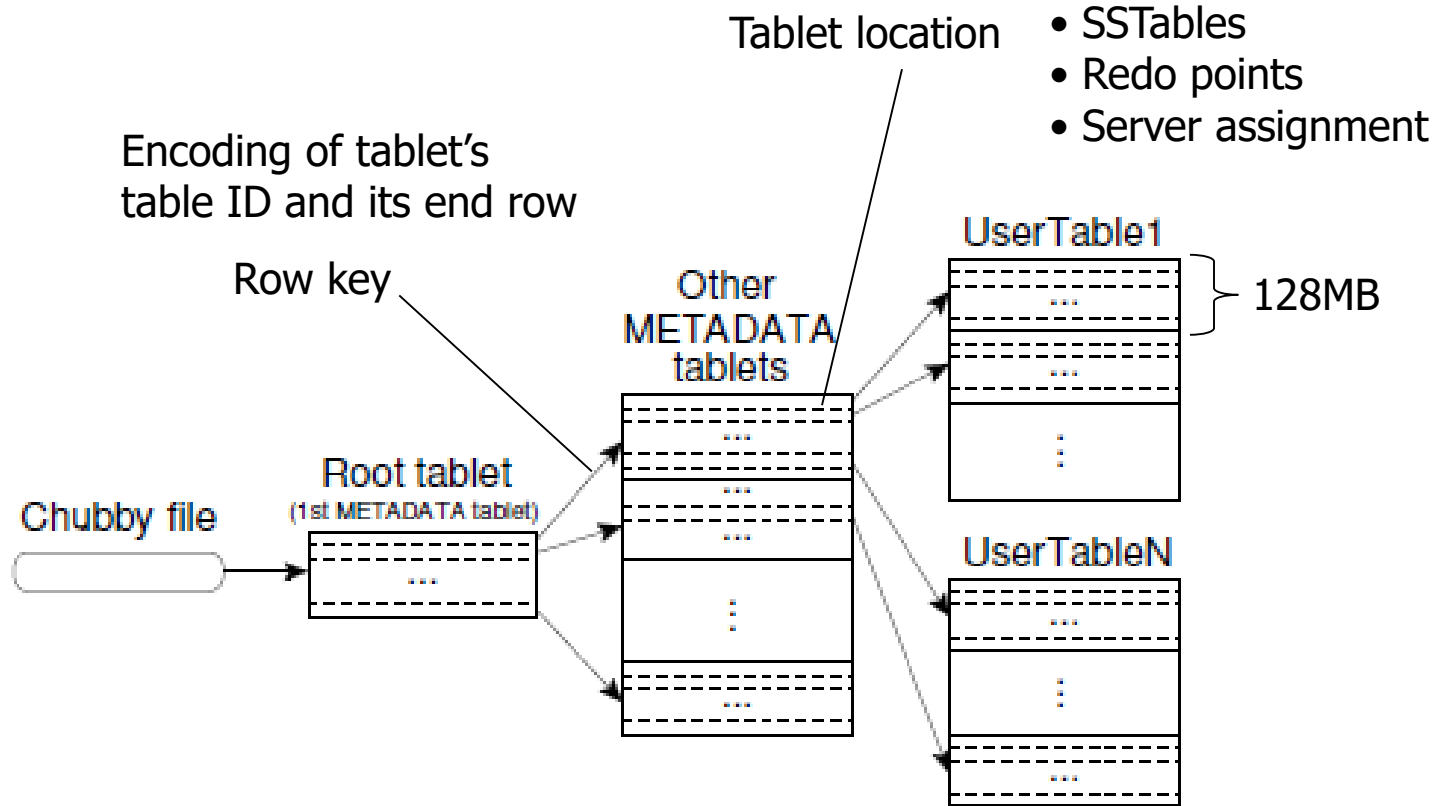 Tablet location
• SSTables
• Redo points
• Server assignment
Encoding of tablet’s
table ID and its end row
Row key
Other
METADATA
tablets
UserTable1
...
128MB
...
...
...
...
Root tablet
(1st METADATA tablet)
...
Chubby file
...
UserTableN
...
...